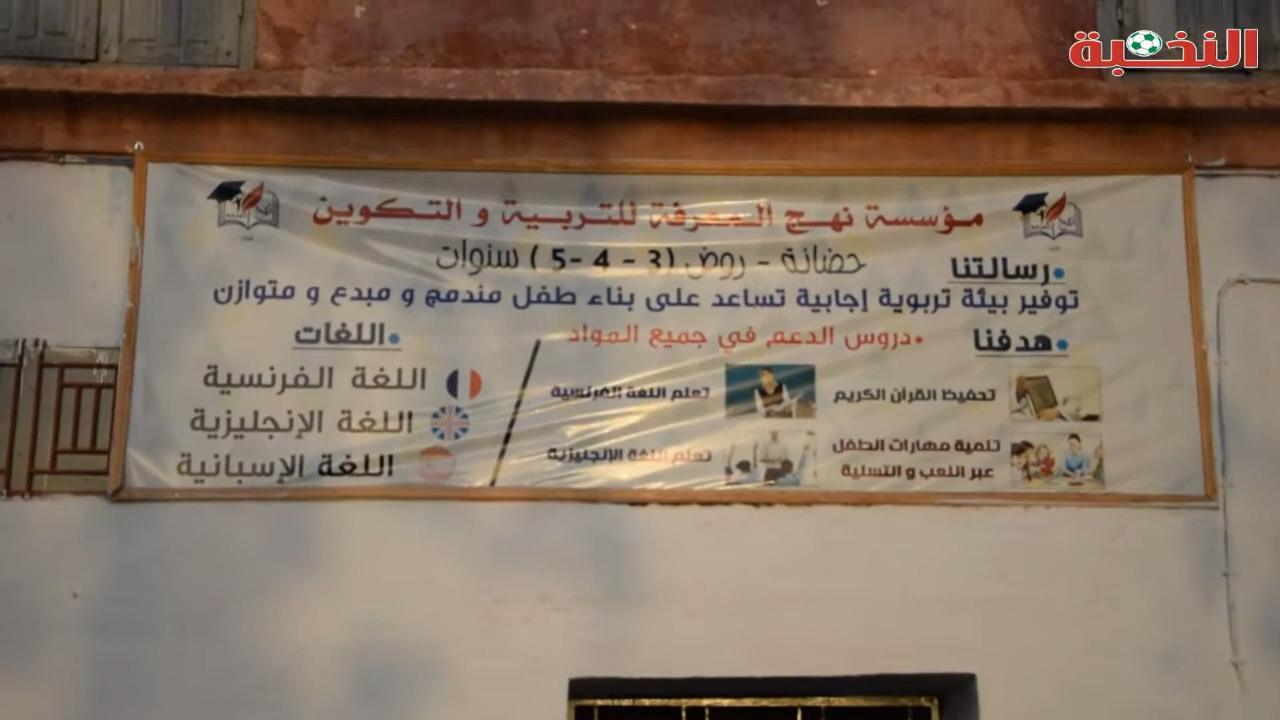 النخبة
مؤسسة نهج المعرفة للتربية و التكوين
حضانة - روض (3 - 4 -5 ) سنوات
•رسالتنا
توفير بيئة تربوية إجابية تساعد على بناء طفل مندمج و مبدع و متوازن
•هدفنا
•دروس الدعم في جميع المواد
تحفيظ القرآن الكريم
تعلم اللغة الفرنسية
تنمية مهارات الطفل
عبر اللعب و التسلية
تعلم اللغة الإنجليزية
•اللغات
اللغة الفرنسية
اللغة الإنجليزية
اللغة الإسبانية